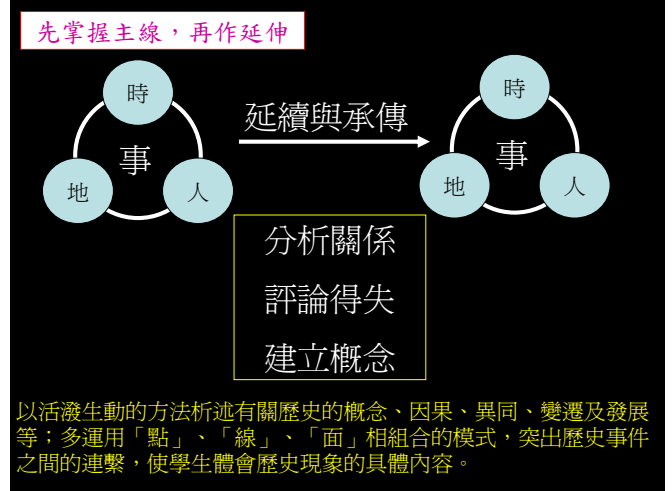 先掌握主線，再作延伸
時
事
地
人
延續與承傳
時
事
地
人
分析關係
評論得失
建立概念
以活潑生動的方法析述有關歷史的概念、因果、異同、變遷及發展
等；多運用「點」、「線」、「面」相組合的模式，突出歷史事件
之間的連繫，使學生體會歷史現象的具體內容。